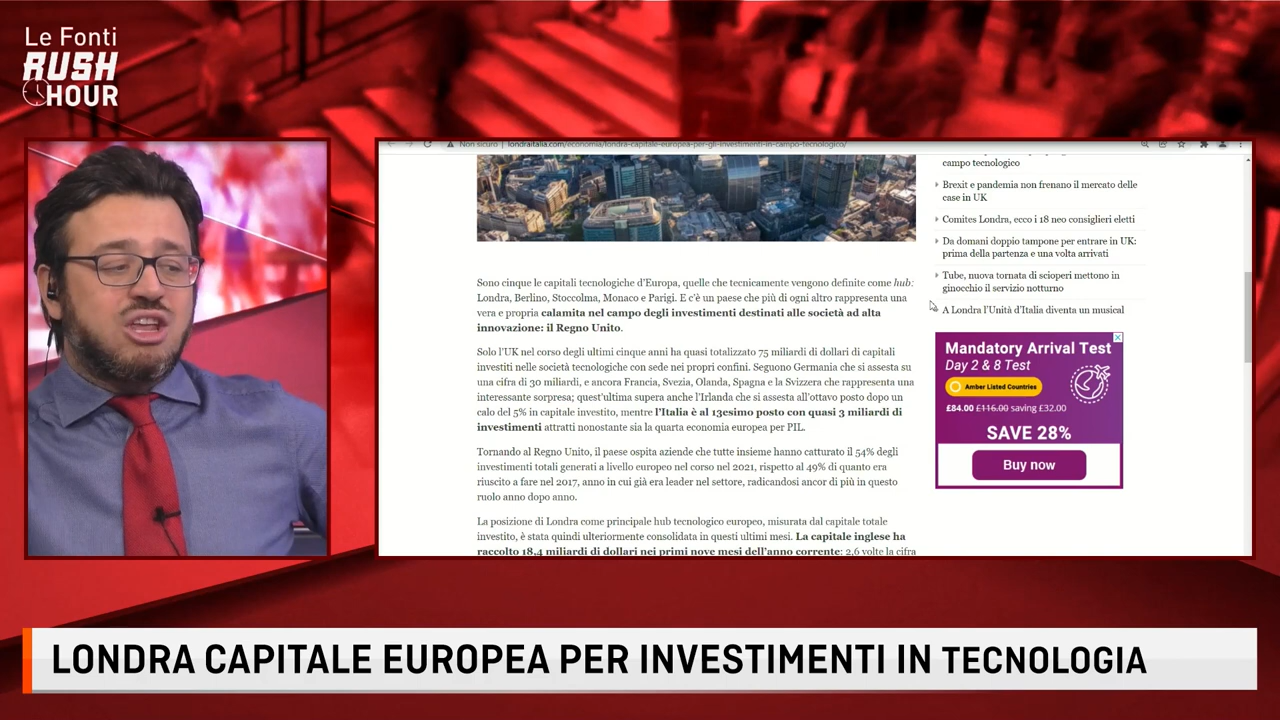 Le Fonti
RUSH
HOUR
Non sicuro | londraitalia.com/economia/londra-capitale-europea-per-gli-investimenti-in-campo-tecnologico/
campo tecnologico
Brexit e pandemia non frenano il mercato delle
case in UK
Comites Londra, ecco i 18 neo consiglieri eletti
Da domani doppio tampone per entrare in UK:
prima della partenza e una volta arrivati
Tube, nuova tornata di scioperi mettono in
ginocchio il servizio notturno
A Londra l'Unità d'Italia diventa un musical
Sono cinque le capitali tecnologiche d'Europa, quelle che tecnicamente vengono definite come hub:
Londra, Berlino, Stoccolma, Monaco e Parigi. E c'è un paese che più di ogni altro rappresenta una
vera e propria calamita nel campo degli investimenti destinati alle società ad alta
innovazione: il Regno Unito.
Solo l'UK nel corso degli ultimi cinque anni ha quasi totalizzato 75 miliardi di dollari di capitali
investiti nelle società tecnologiche con sede nei propri confini. Seguono Germania che si assesta su
una cifra di 30 miliardi, e ancora Francia, Svezia, Olanda, Spagna e la Svizzera che rappresenta una
interessante sorpresa; quest'ultima supera anche l'Irlanda che si assesta all'ottavo posto dopo un
calo del 5% in capitale investito, mentre l'Italia è al 13esimo posto con quasi 3 miliardi di
investimenti attratti nonostante sia la quarta economia europea per PIL.
Tornando al Regno Unito, il paese ospita aziende che tutte insieme hanno catturato il 54% degli
investimenti totali generati a livello europeo nel corso nel 2021, rispetto al 49% di quanto era
riuscito a fare nel 2017, anno in cui già era leader nel settore, radicandosi ancor di più in questo
ruolo anno dopo anno.
La posizione di Londra come principale hub tecnologico europeo, misurata dal capitale totale
investito, è stata quindi ulteriormente consolidata in questi ultimi mesi. La capitale inglese ha
raccolto 18,4 miliardi di dollari nei primi nove mesi dell'anno corrente: 2,6 volte la cifra
Mandatory Arrival Test
Day 2 & 8 Test
Amber Listed Countries
£84.00 £116.00 saving £32.00
SAVE 28%
Buy now
LONDRA CAPITALE EUROPEA PER INVESTIMENTI IN TECNOLOGIA